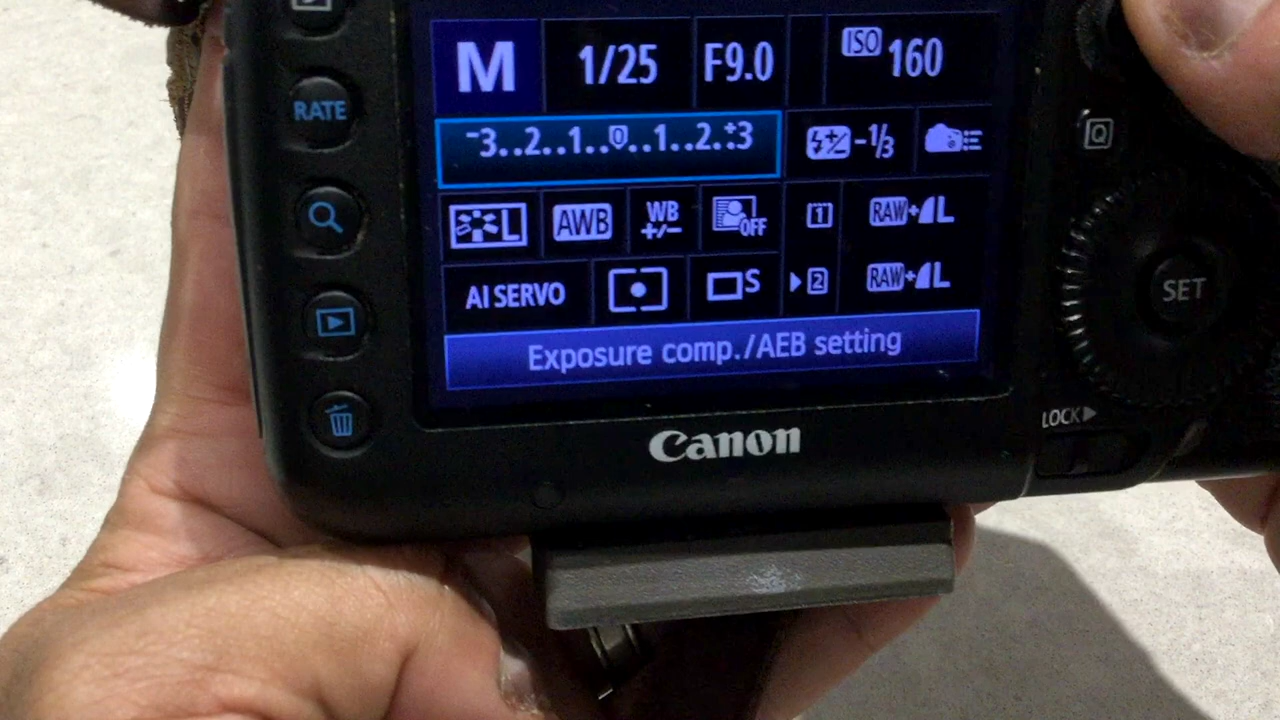 M 1/25 F9.0 ISO 160
RATE
-3..2..1..0..1..2..+3 -1/3
Q
L AWB WB +/- OFF 1 RAW+L
AI SERVO S 2 RAW+L
SET
Exposure comp./AEB setting
LOCK
Canon